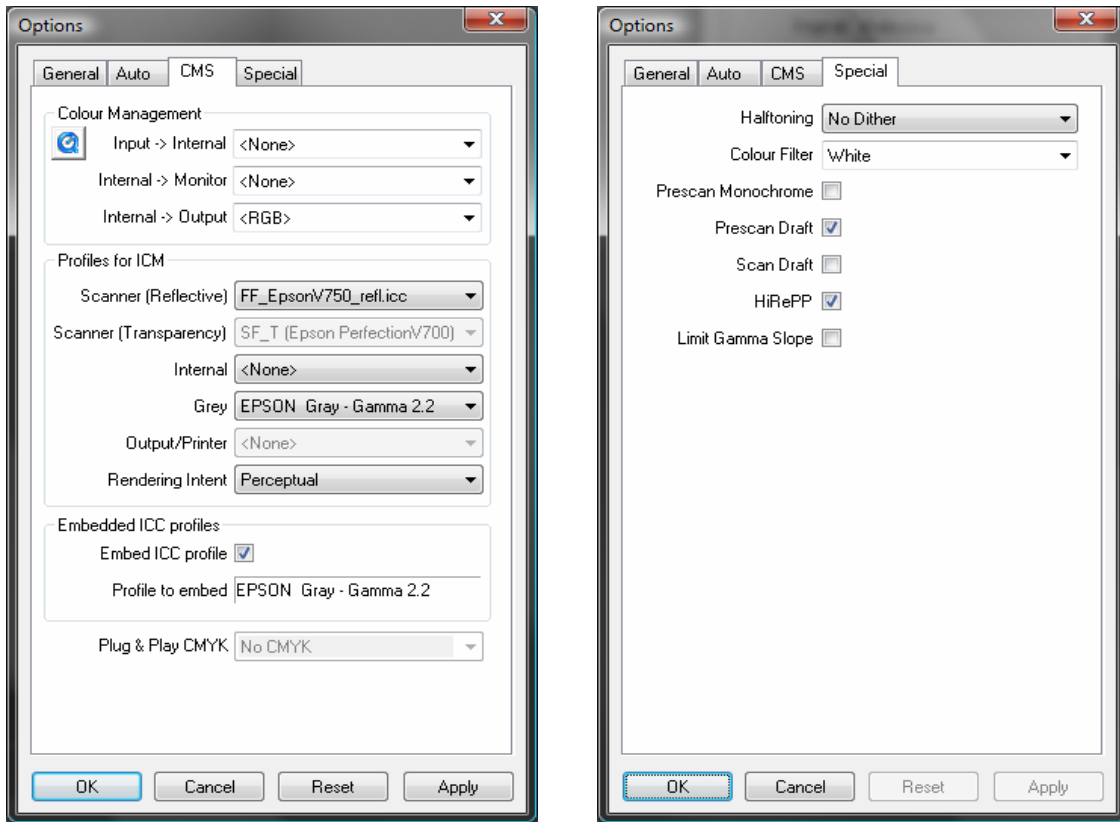 Options
General Auto CMS Special
Colour Management
Input -> Internal <None>
Internal -> Monitor <None>
Internal -> Output <RGB>
Profiles for ICM
Scanner (Reflective) FF_EpsonV750_refl.icc
Scanner (Transparency) SF_T (Epson PerfectionV700)
Internal <None>
Grey EPSON  Gray - Gamma 2.2
Output/Printer <None>
Rendering Intent Perceptual
Embedded ICC profiles
Embed ICC profile
Profile to embed EPSON  Gray - Gamma 2.2
Plug & Play CMYK No CMYK
OK Cancel Reset Apply
Options
General Auto CMS Special
Halftoning No Dither
Colour Filter White
Prescan Monochrome
Prescan Draft
Scan Draft
HiRePP
Limit Gamma Slope
OK Cancel Reset Apply